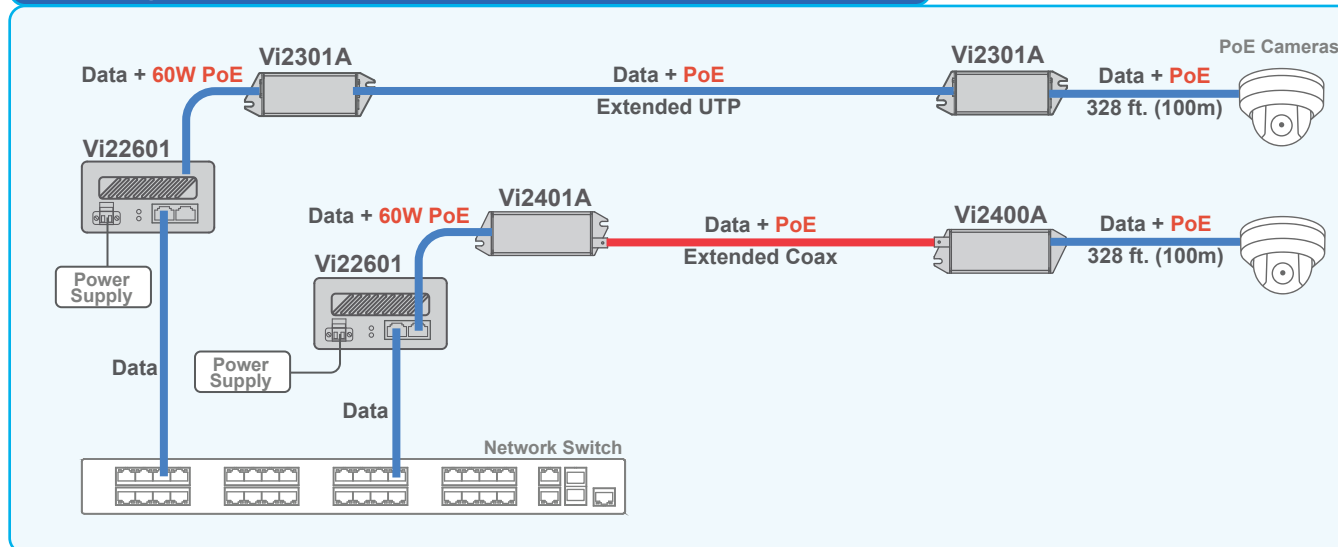 PoE Cameras
Vi2301A
Data + 60W PoE
Data + PoE
Extended UTP
Vi2301A
Data + PoE
328 ft. (100m)
Vi22601
Power
Supply
Data
Vi2401A
Data + 60W PoE
Data + PoE
Extended Coax
Vi2400A
Data + PoE
328 ft. (100m)
Vi22601
Power
Supply
Data
Network Switch